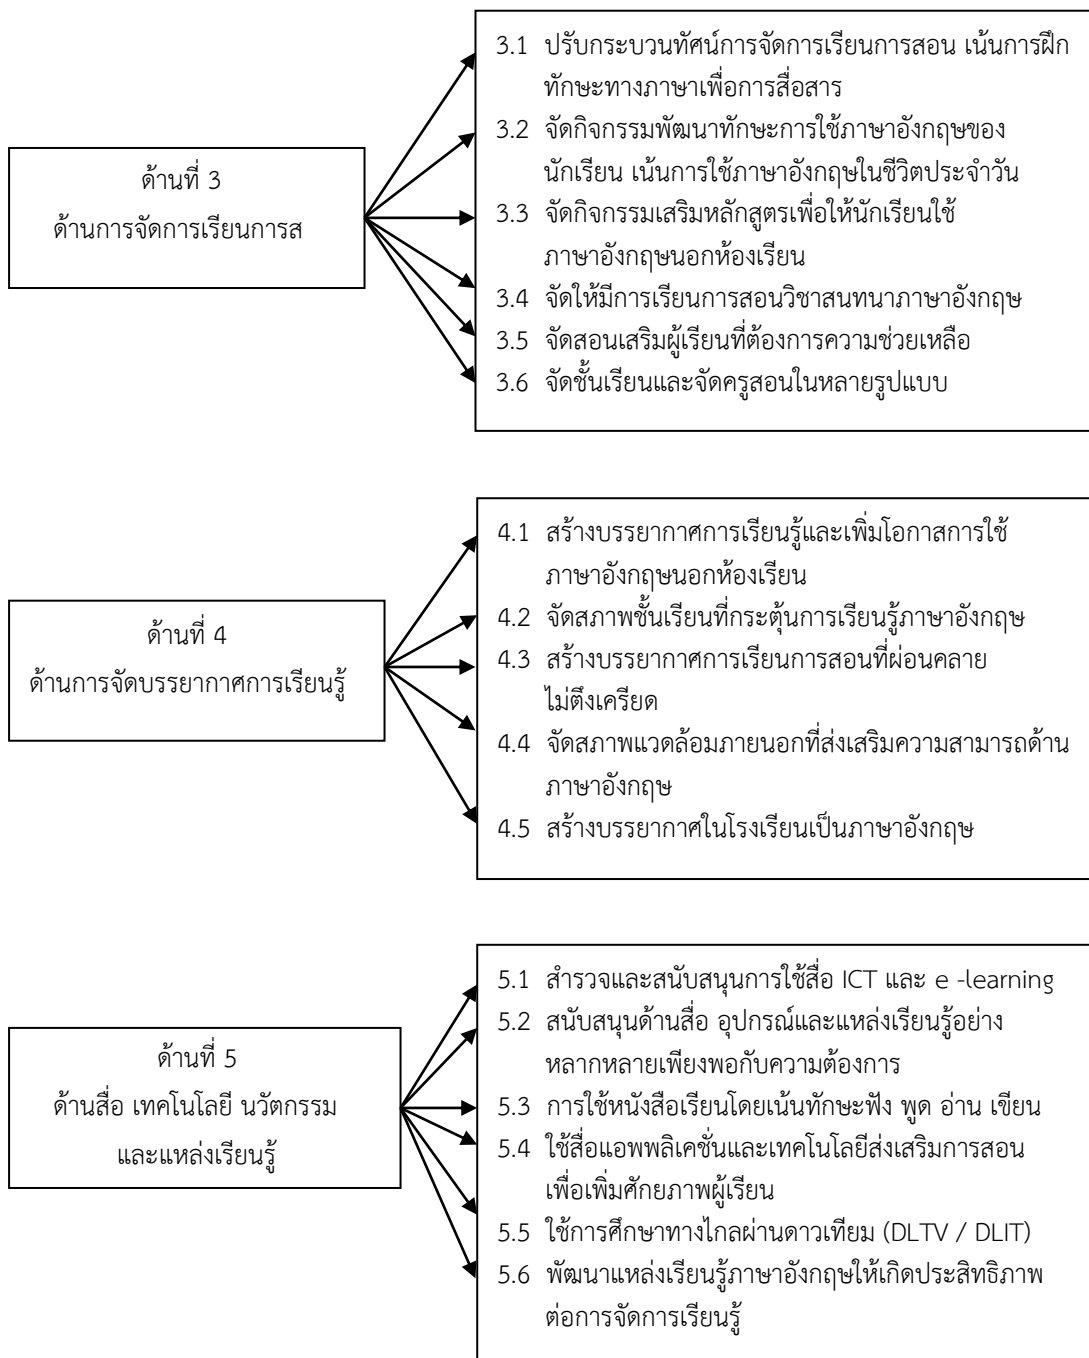 ด้านที่ 3
ด้านการจัดการเรียนการส
3.1 ปรับกระบวนทัศน์การจัดการเรียนการสอน เน้นการฝึก
ทักษะทางภาษาเพื่อการสื่อสาร
3.2 จัดกิจกรรมพัฒนาทักษะการใช้ภาษาอังกฤษของ
นักเรียน เน้นการใช้ภาษาอังกฤษในชีวิตประจำวัน
3.3 จัดกิจกรรมเสริมหลักสูตรเพื่อให้นักเรียนใช้
ภาษาอังกฤษนอกห้องเรียน
3.4 จัดให้มีการเรียนการสอนวิชาสนทนาภาษาอังกฤษ
3.5 จัดสอนเสริมผู้เรียนที่ต้องการความช่วยเหลือ
3.6 จัดชั้นเรียนและจัดครูสอนในหลายรูปแบบ
ด้านที่ 4
ด้านการจัดบรรยากาศการเรียนรู้
4.1 สร้างบรรยากาศการเรียนรู้และเพิ่มโอกาสการใช้
ภาษาอังกฤษนอกห้องเรียน
4.2 จัดสภาพชั้นเรียนที่กระตุ้นการเรียนรู้ภาษาอังกฤษ
4.3 สร้างบรรยากาศการเรียนการสอนที่ผ่อนคลาย
ไม่ตึงเครียด
4.4 จัดสภาพแวดล้อมภายนอกที่ส่งเสริมความสามารถด้าน
ภาษาอังกฤษ
4.5 สร้างบรรยากาศในโรงเรียนเป็นภาษาอังกฤษ
ด้านที่ 5
ด้านสื่อ เทคโนโลยี นวัตกรรม
และแหล่งเรียนรู้
5.1 สำรวจและสนับสนุนการใช้สื่อ ICT และ e -learning
5.2 สนับสนุนด้านสื่อ อุปกรณ์และแหล่งเรียนรู้อย่าง
หลากหลายเพียงพอกับความต้องการ
5.3 การใช้หนังสือเรียนโดยเน้นทักษะฟัง พูด อ่าน เขียน
5.4 ใช้สื่อแอพพลิเคชั่นและเทคโนโลยีส่งเสริมการสอน
เพื่อเพิ่มศักยภาพผู้เรียน
5.5 ใช้การศึกษาทางไกลผ่านดาวเทียม (DLTV / DLIT)
5.6 พัฒนาแหล่งเรียนรู้ภาษาอังกฤษให้เกิดประสิทธิภาพ
ต่อการจัดการเรียนรู้